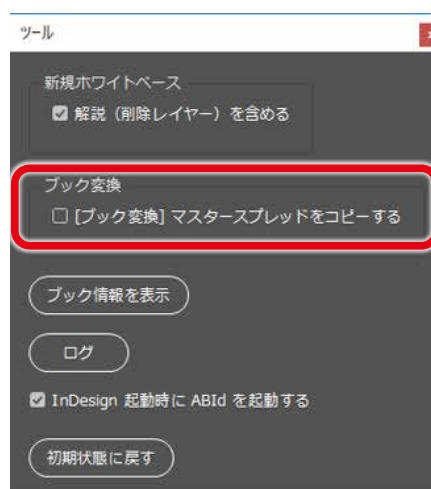 ツール
新規ホワイトベース
解説（削除レイヤー）を含める
ブック変換
[ブック変換] マスタースプレッドをコピーする
ブック情報を表示
ログ
InDesign 起動時に ABId を起動する
初期状態に戻す